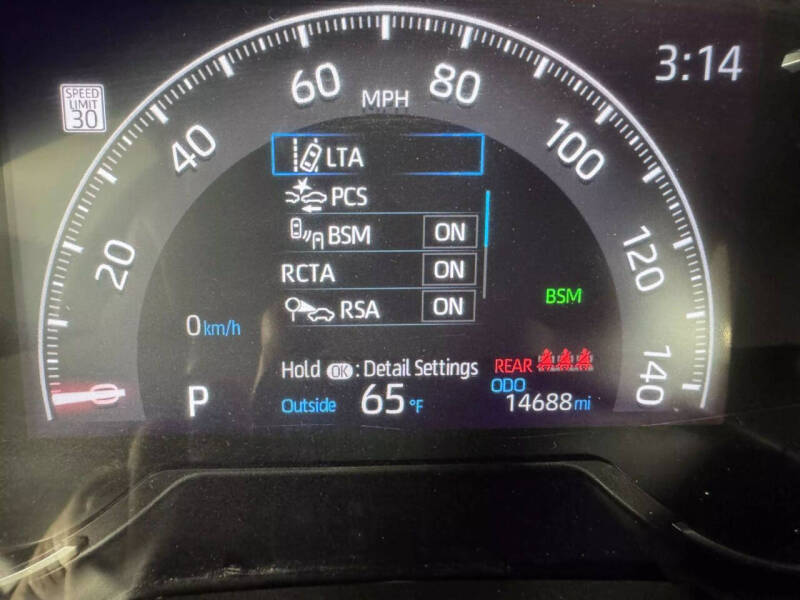 3:14
SPEED
LIMIT
30
MPH
0
20
40
60
80
100
120
140
LTA
PCS
BSM ON
RCTA ON
RSA ON
BSM
0 km/h
Hold OK : Detail Settings
REAR
P
Outside 65 °F
ODO
14688 mi